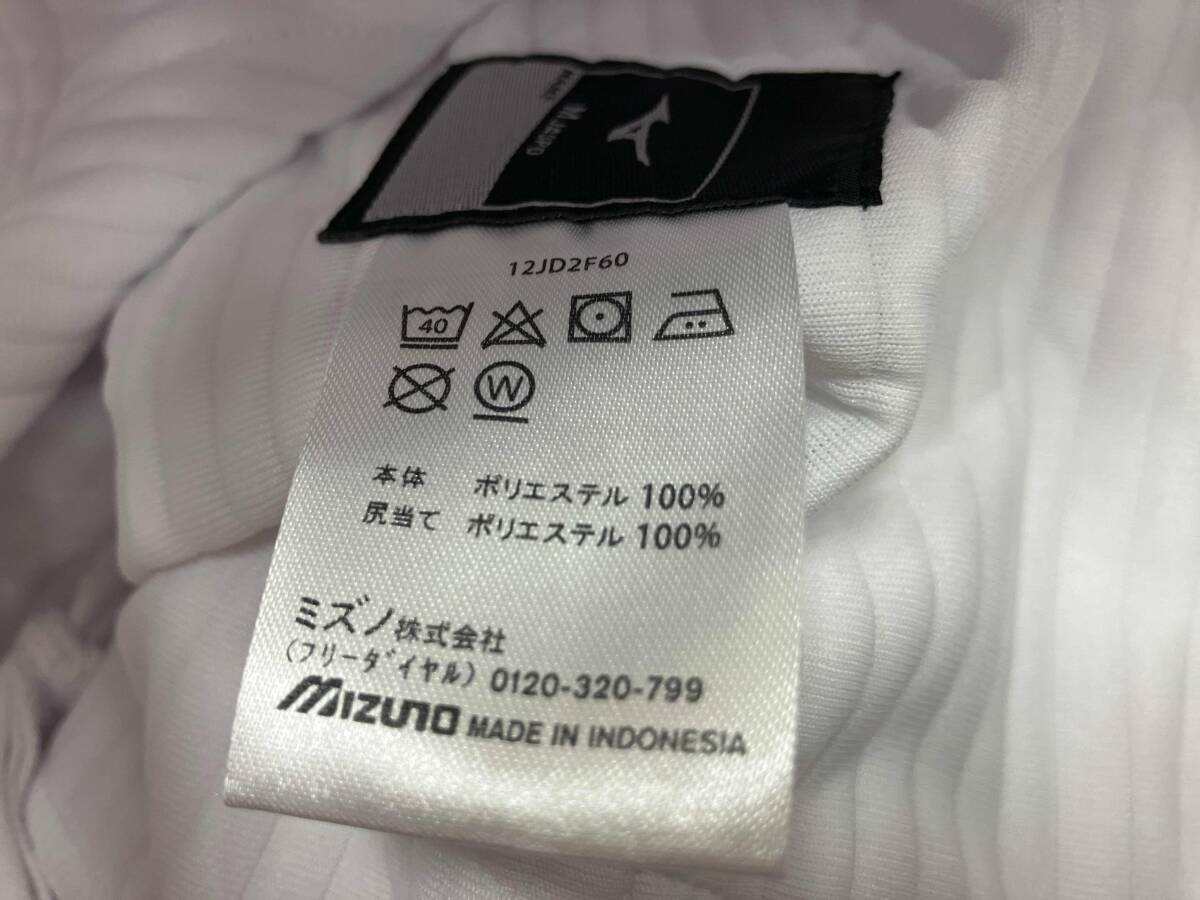 MIZUNO
12JD2F60
40
W
本体 ポリエステル 100%
尻当て ポリエステル 100%
ミズノ株式会社
(フリーダイヤル) 0120-320-799
MIZUNO MADE IN INDONESIA